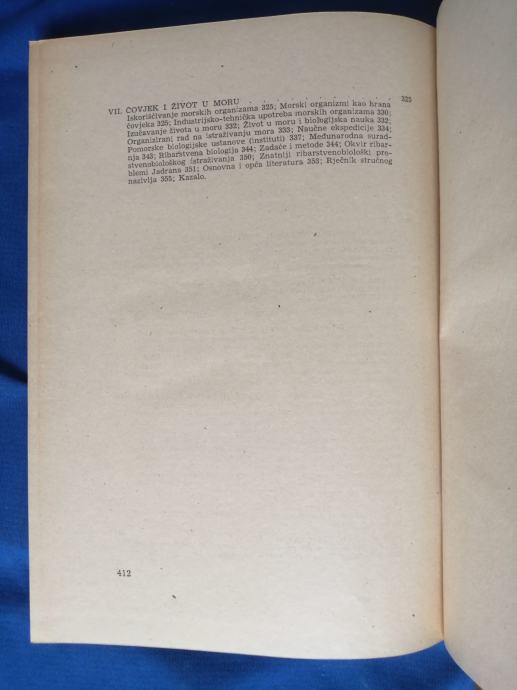 VII. ČOVJEK I ŽIVOT U MORU . . . . . . . . . . . . . . . 325
Iskorišćivanje morskih organizama 325; Morski organizmi kao hrana
čovjeka 325; Industrijsko-tehnička upotreba morskih organizama 330;
Izučavanje života u moru 332; Život u moru i biologijska nauka 332;
Organizirani rad na istraživanju mora 333; Naučne ekspedicije 334;
Pomorske biologijske ustanove (instituti) 337; Međunarodna surad-
nja 343; Ribarstvena biologija 344; Zadaće i metode 344; Okvir ribar-
stvenobiološkog istraživanja 350; Znatniji ribarstvenobiološki pro-
blemi Jadrana 351; Osnovna i opća literatura 353; Rječnik stručnog
nazivlja 355; Kazalo.
412